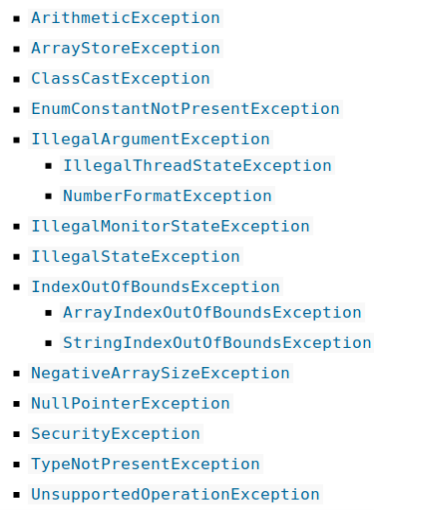 ArithmeticException
ArrayStoreException
ClassCastException
EnumConstantNotPresentException
IllegalArgumentException
IllegalThreadStateException
NumberFormatException
IllegalMonitorStateException
IllegalStateException
IndexOutOfBoundsException
ArrayIndexOutOfBoundsException
StringIndexOutOfBoundsException
NegativeArraySizeException
NullPointerException
SecurityException
TypeNotPresentException
UnsupportedOperationException